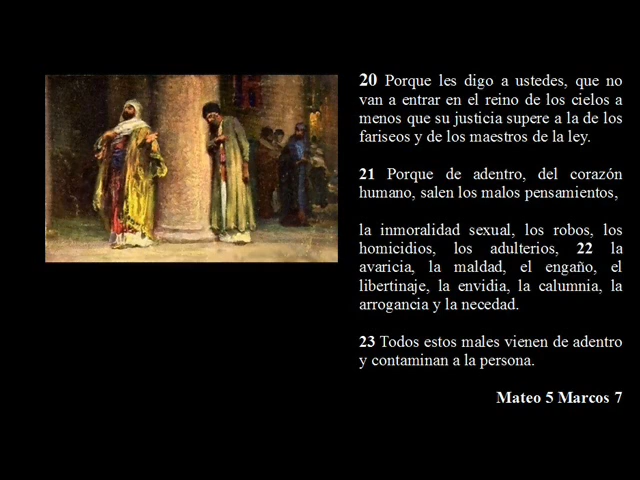 20 Porque les digo a ustedes, que no
van a entrar en el reino de los cielos a
menos que su justicia supere a la de los
fariseos y de los maestros de la ley.
21 Porque de adentro, del corazón
humano, salen los malos pensamientos,
la inmoralidad sexual, los robos, los
homicidios, los adulterios, 22 la
avaricia, la maldad, el engaño, el
libertinaje, la envidia, la calumnia, la
arrogancia y la necedad.
23 Todos estos males vienen de adentro
y contaminan a la persona.
Mateo 5 Marcos 7